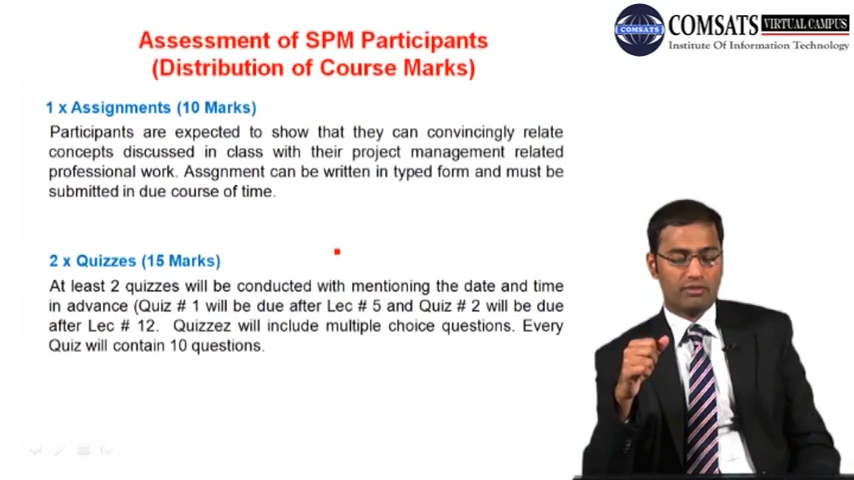 Assessment of SPM Participants
(Distribution of Course Marks)
COMSATS
COMSATS VIRTUAL CAMPUS
Institute Of Information Technology
1 x Assignments (10 Marks)
Participants are expected to show that they can convincingly relate
concepts discussed in class with their project management related
professional work. Assgnment can be written in typed form and must be
submitted in due course of time.
2 x Quizzes (15 Marks)
At least 2 quizzes will be conducted with mentioning the date and time
in advance (Quiz # 1 will be due after Lec # 5 and Quiz # 2 will be due
after Lec # 12. Quizzez will include multiple choice questions. Every
Quiz will contain 10 questions.